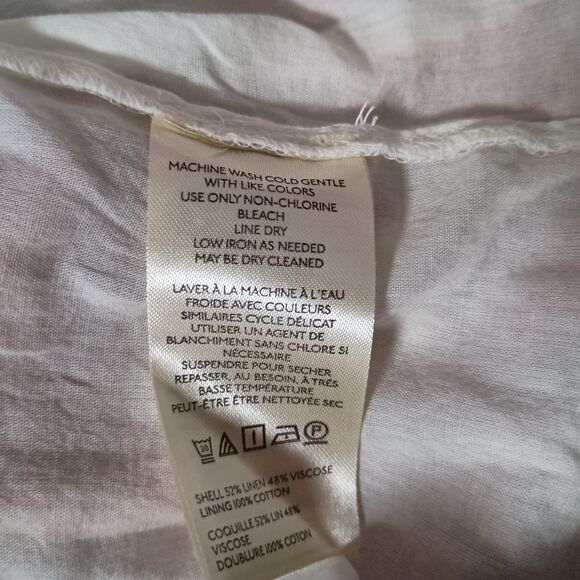 MACHINE WASH COLD GENTLE
WITH LIKE COLORS
USE ONLY NON-CHLORINE
BLEACH
LINE DRY
LOW IRON AS NEEDED
MAY BE DRY CLEANED
LAVER À LA MACHINE À L'EAU
FROIDE AVEC COULEURS
SIMILAIRES CYCLE DÉLICAT
UTILISER UN AGENT DE
BLANCHIMENT SANS CHLORE SI
NÉCESSAIRE
SUSPENDRE POUR SECHER
REPASSER, AU BESOIN, À TRÉS
BASSE TEMPÉRATURE
PEUT-ÊTRE ÊTRE NETTOYÉE SEC
30 P
SHELL 52% LINEN 48% VISCOSE
LINING 100% COTTON
COQUILLE 52% LIN 48%
VISCOSE
DOUBLURE 100% COTON